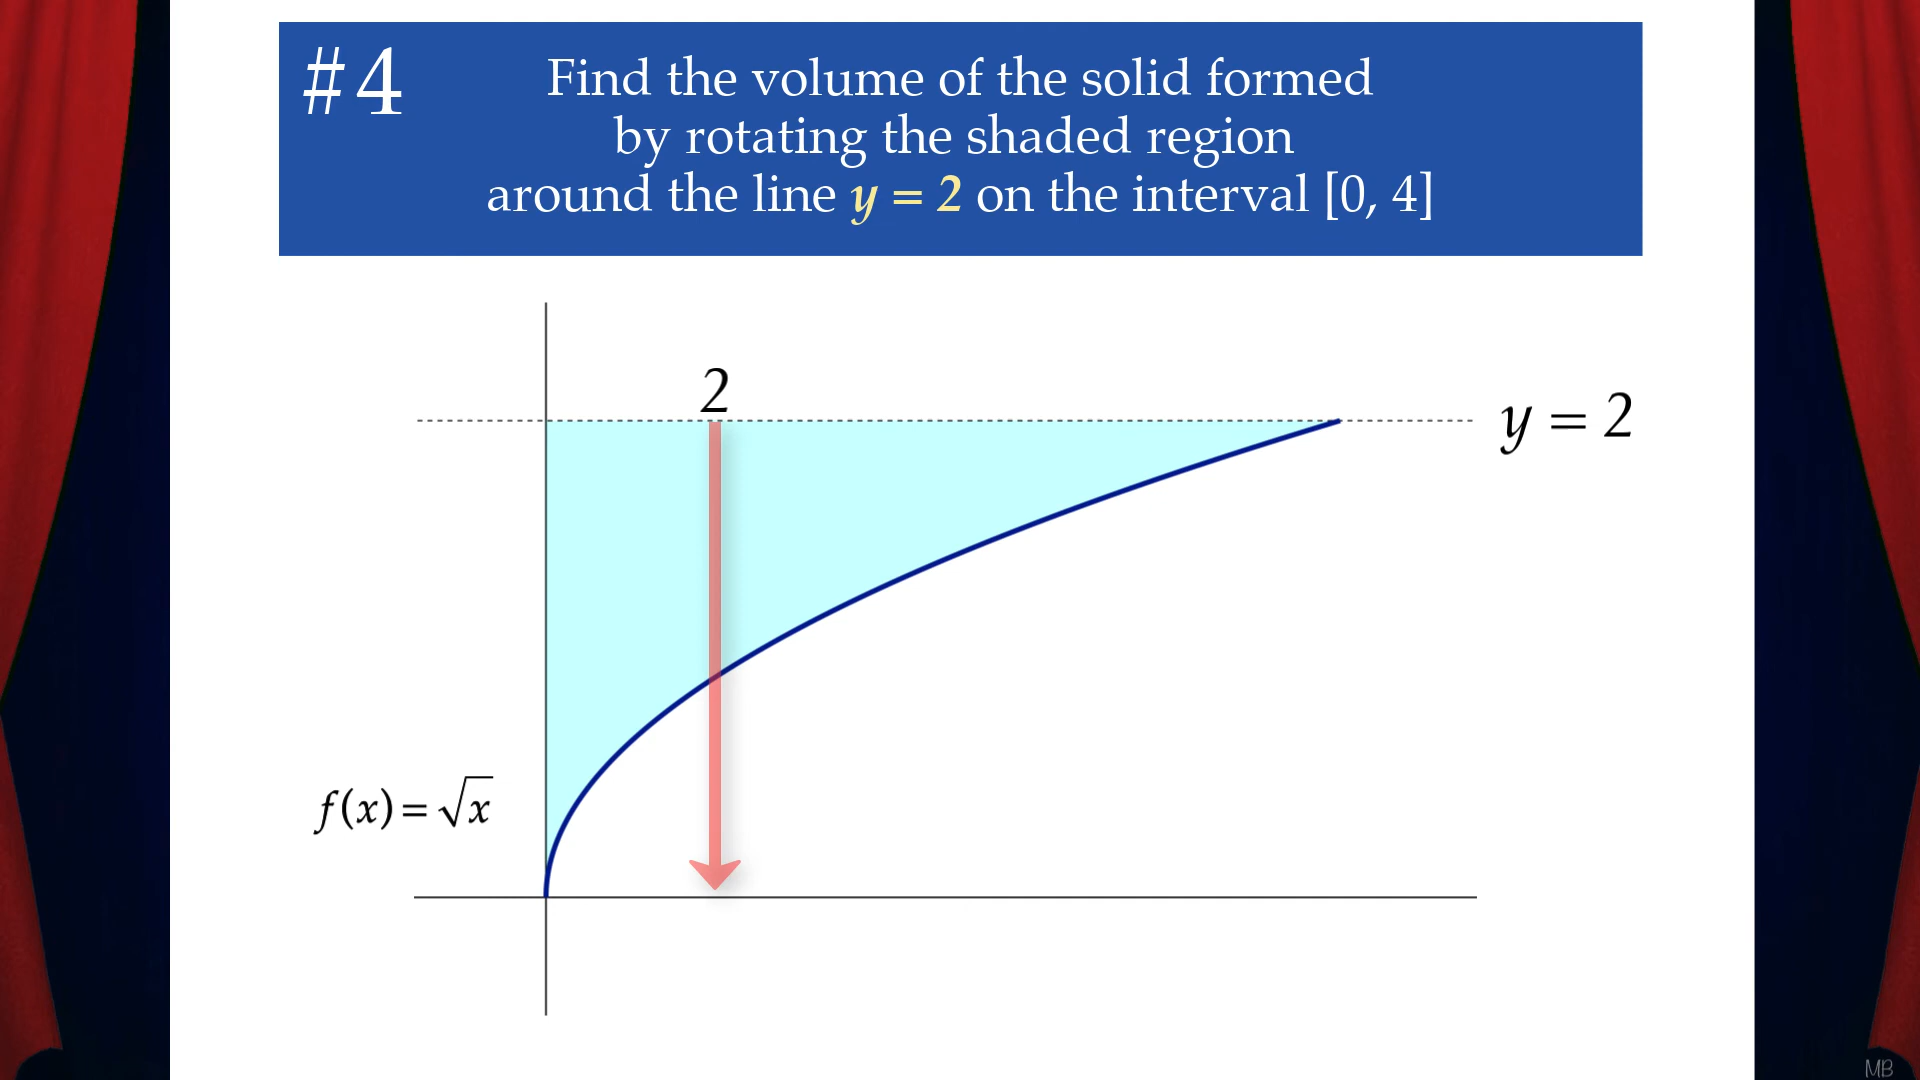 #4
Find the volume of the solid formed
by rotating the shaded region
around the line y = 2 on the interval [0, 4]
2
y = 2
f(x) = √x
MB